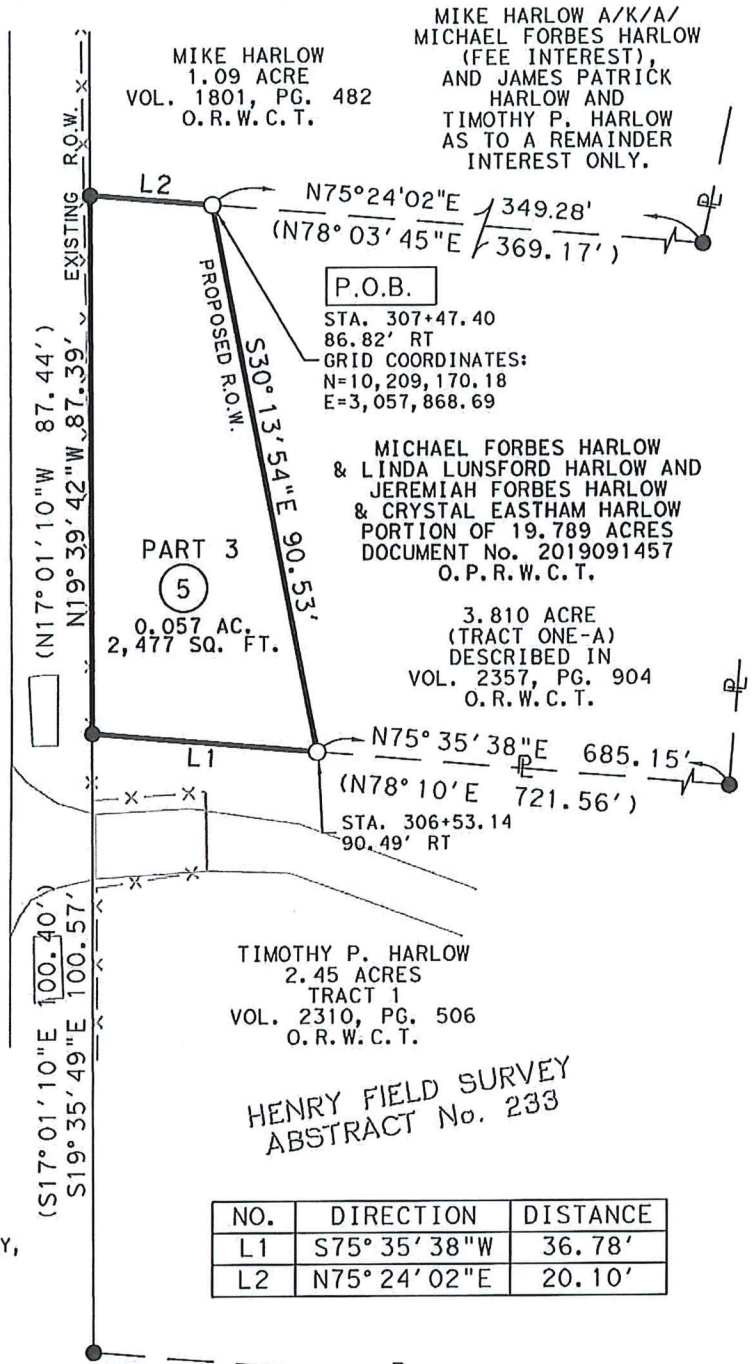 MIKE HARLOW
1.09 ACRE
VOL. 1801, PG. 482
O.R.W.C.T.
MIKE HARLOW A/K/A/
MICHAEL FORBES HARLOW
(FEE INTEREST),
AND JAMES PATRICK
HARLOW AND
TIMOTHY P. HARLOW
AS TO A REMAINDER
INTEREST ONLY.
EXISTING R.O.W.
L2
N75°24'02"E 349.28'
(N78°03'45"E 369.17')
PL
P.O.B.
STA. 307+47.40
86.82' RT
GRID COORDINATES:
N=10,209,170.18
E=3,057,868.69
PROPOSED R.O.W.
S30°13'54"E 90.53'
(N17°01'10"W 87.44')
N19°39'42"W 87.39'
MICHAEL FORBES HARLOW
& LINDA LUNSFORD HARLOW AND
JEREMIAH FORBES HARLOW
& CRYSTAL EASTHAM HARLOW
PORTION OF 19.789 ACRES
DOCUMENT No. 2019091457
O.P.R.W.C.T.
PART 3
5
0.057 AC.
2,477 SQ. FT.
3.810 ACRE
(TRACT ONE-A)
DESCRIBED IN
VOL. 2357, PG. 904
O.R.W.C.T.
PL
L1
N75°35'38"E 685.15'
PL
(N78°10'E 721.56')
STA. 306+53.14
90.49' RT
(S17°01'10"E 100.40')
S19°35'49"E 100.57'
TIMOTHY P. HARLOW
2.45 ACRES
TRACT 1
VOL. 2310, PG. 506
O.R.W.C.T.
HENRY FIELD SURVEY
ABSTRACT No. 233
NO. DIRECTION DISTANCE
L1 S75°35'38"W 36.78'
L2 N75°24'02"E 20.10'
Y,